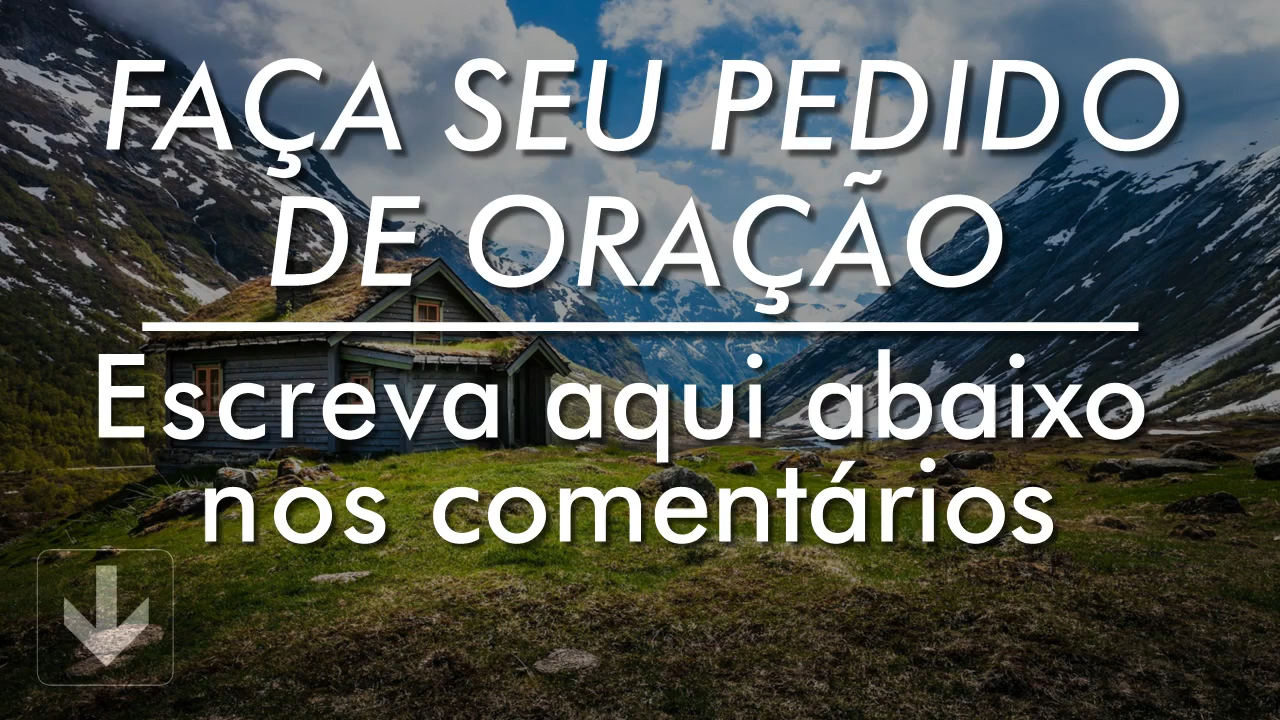 FAÇA SEU PEDIDO
DE ORAÇÃO
Escreva aqui abaixo
nos comentários